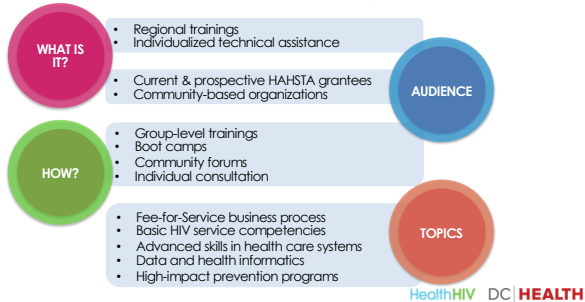 WHAT IS
IT?
• Regional trainings
• Individualized technical assistance
• Current & prospective HAHSTA grantees
• Community-based organizations
AUDIENCE
HOW?
• Group-level trainings
• Boot camps
• Community forums
• Individual consultation
• Fee-for-Service business process
• Basic HIV service competencies
• Advanced skills in health care systems
• Data and health informatics
• High-impact prevention programs
TOPICS
HealthHIV DC|HEALTH